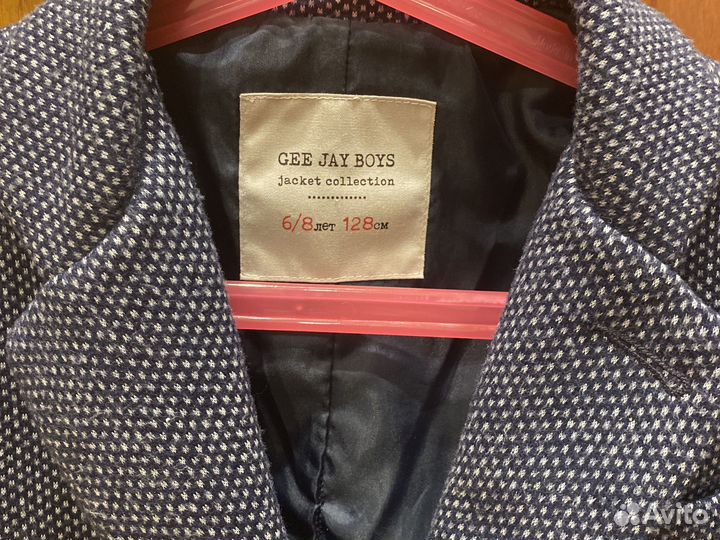 GEE JAY BOYS
jacket collection
6/8лет 128см
Avito